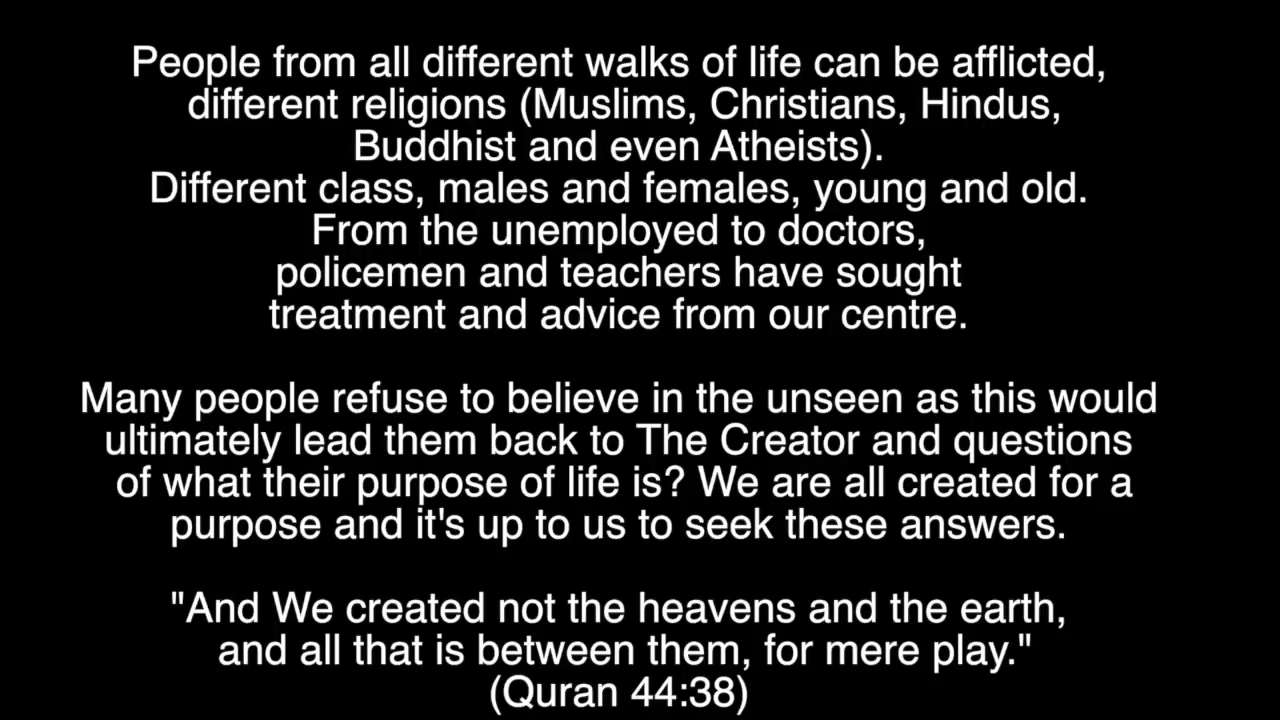 People from all different walks of life can be afflicted,
different religions (Muslims, Christians, Hindus,
Buddhist and even Atheists).
Different class, males and females, young and old.
From the unemployed to doctors,
policemen and teachers have sought
treatment and advice from our centre.
Many people refuse to believe in the unseen as this would
ultimately lead them back to The Creator and questions
of what their purpose of life is? We are all created for a
purpose and it's up to us to seek these answers.
"And We created not the heavens and the earth,
and all that is between them, for mere play."
(Quran 44:38)